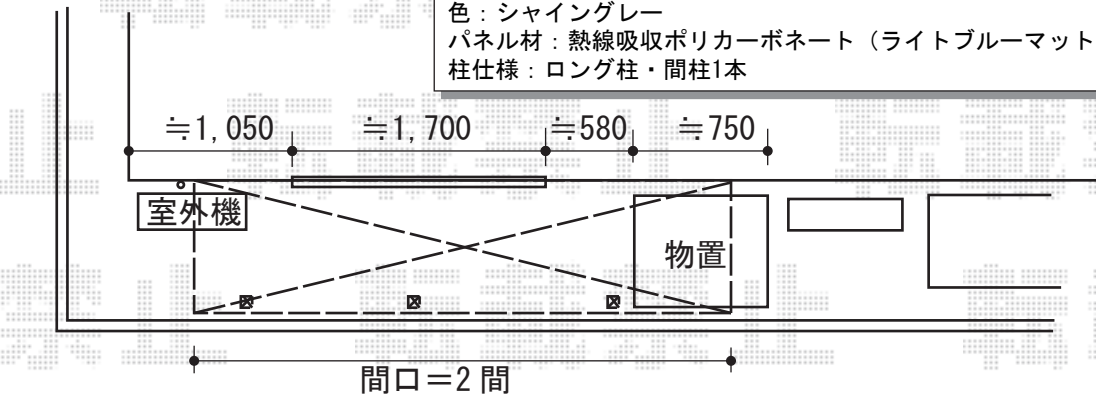 色：シャイングレー
パネル材：熱線吸収ポリカーボネート（ライトブルーマット
柱仕様：ロング柱・間柱1本
≒1,050 ≒1,700 ≒580 ≒750
室外機
物置
間口＝2間